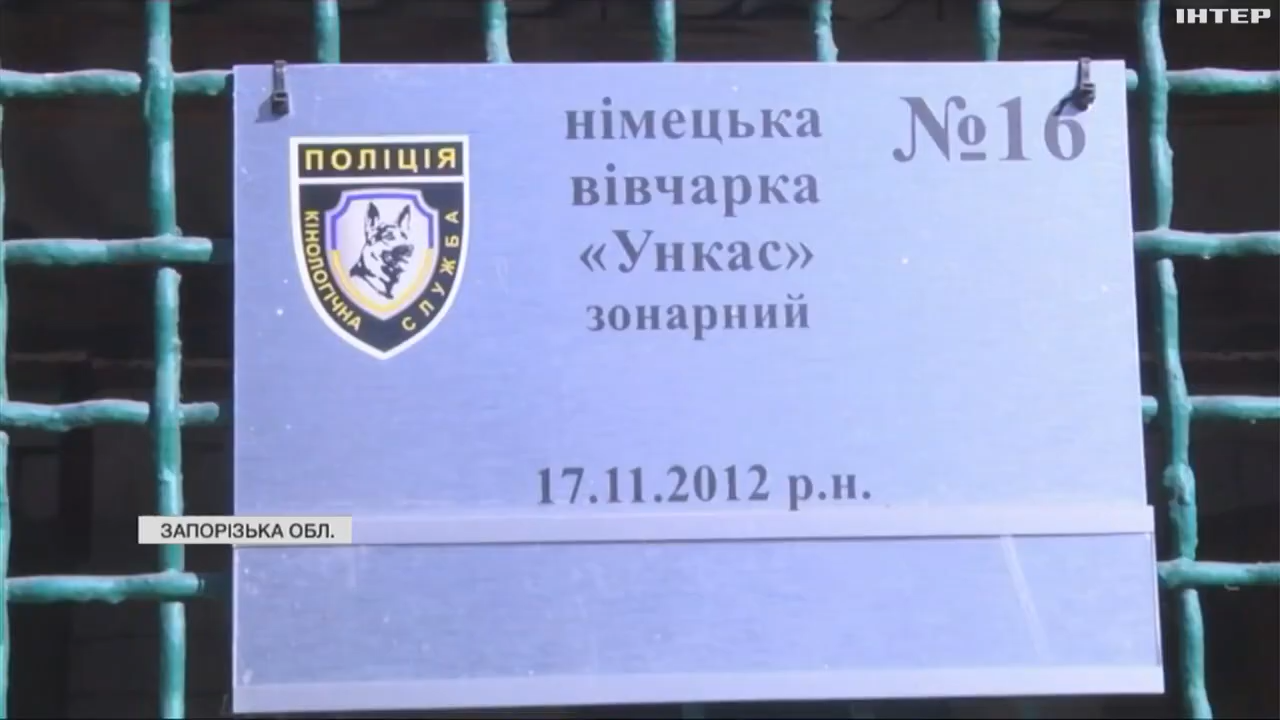 ІНТЕР
німецька
вівчарка
«Ункас»
зонарний
№16
ПОЛІЦІЯ
КІНОЛОГІЧНА СЛУЖБА
17.11.2012 р.н.
ЗАПОРІЗЬКА ОБЛ.